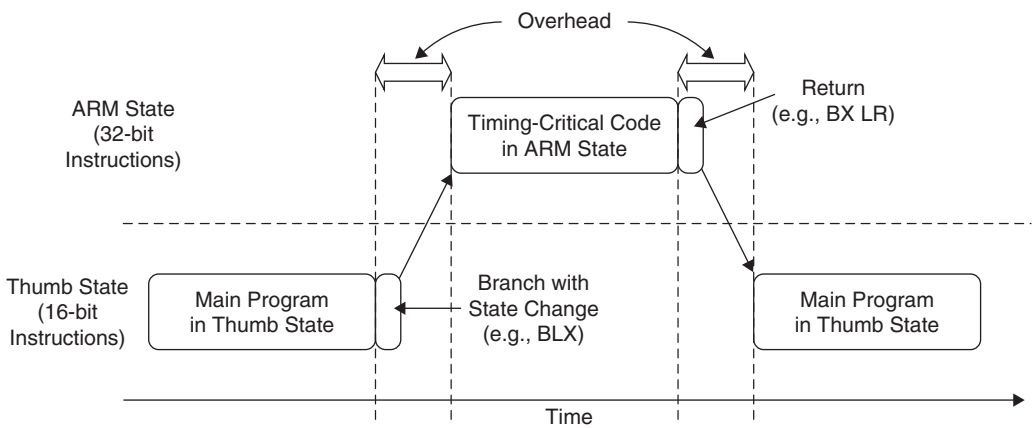 Overhead
ARM State
(32-bit
Instructions)
Timing-Critical Code
in ARM State
Return
(e.g., BX LR)
Thumb State
(16-bit
Instructions)
Main Program
in Thumb State
Branch with
State Change
(e.g., BLX)
Main Program
in Thumb State
Time